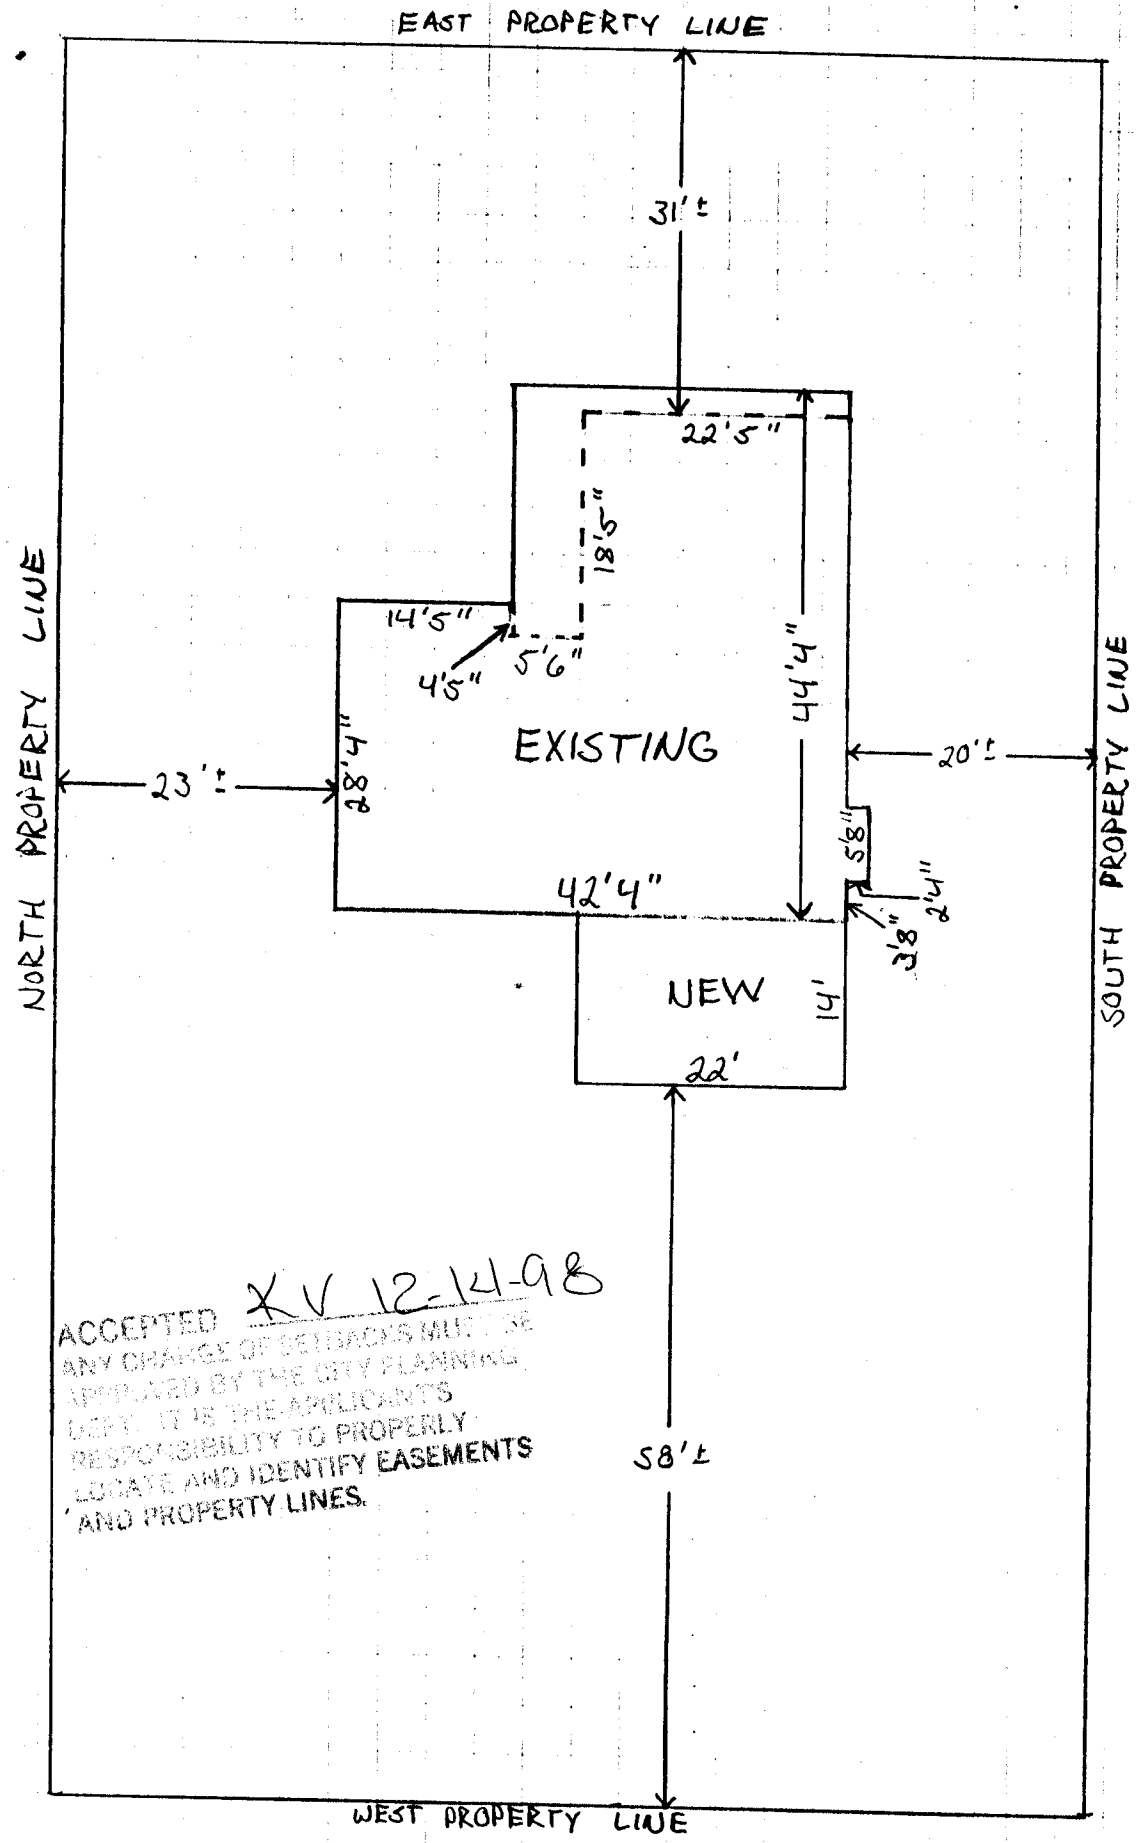 EAST PROPERTY LINE
31'±
22'5"
18'5"
14'5"
4'5"
5'6"
44'4"
EXISTING
NORTH PROPERTY LINE
23'±
28'4"
20'±
SOUTH PROPERTY LINE
5'8"
2'4"
3'8"
42'4"
NEW
14'
22'
ACCEPTED KV 12-14-98
ANY CHANGE OF SETBACKS MUST BE
APPROVED BY THE CITY PLANNING
DEPT. IT IS THE APPLICANT'S
RESPONSIBILITY TO PROPERLY
LOCATE AND IDENTIFY EASEMENTS
AND PROPERTY LINES.
58'±
WEST PROPERTY LINE